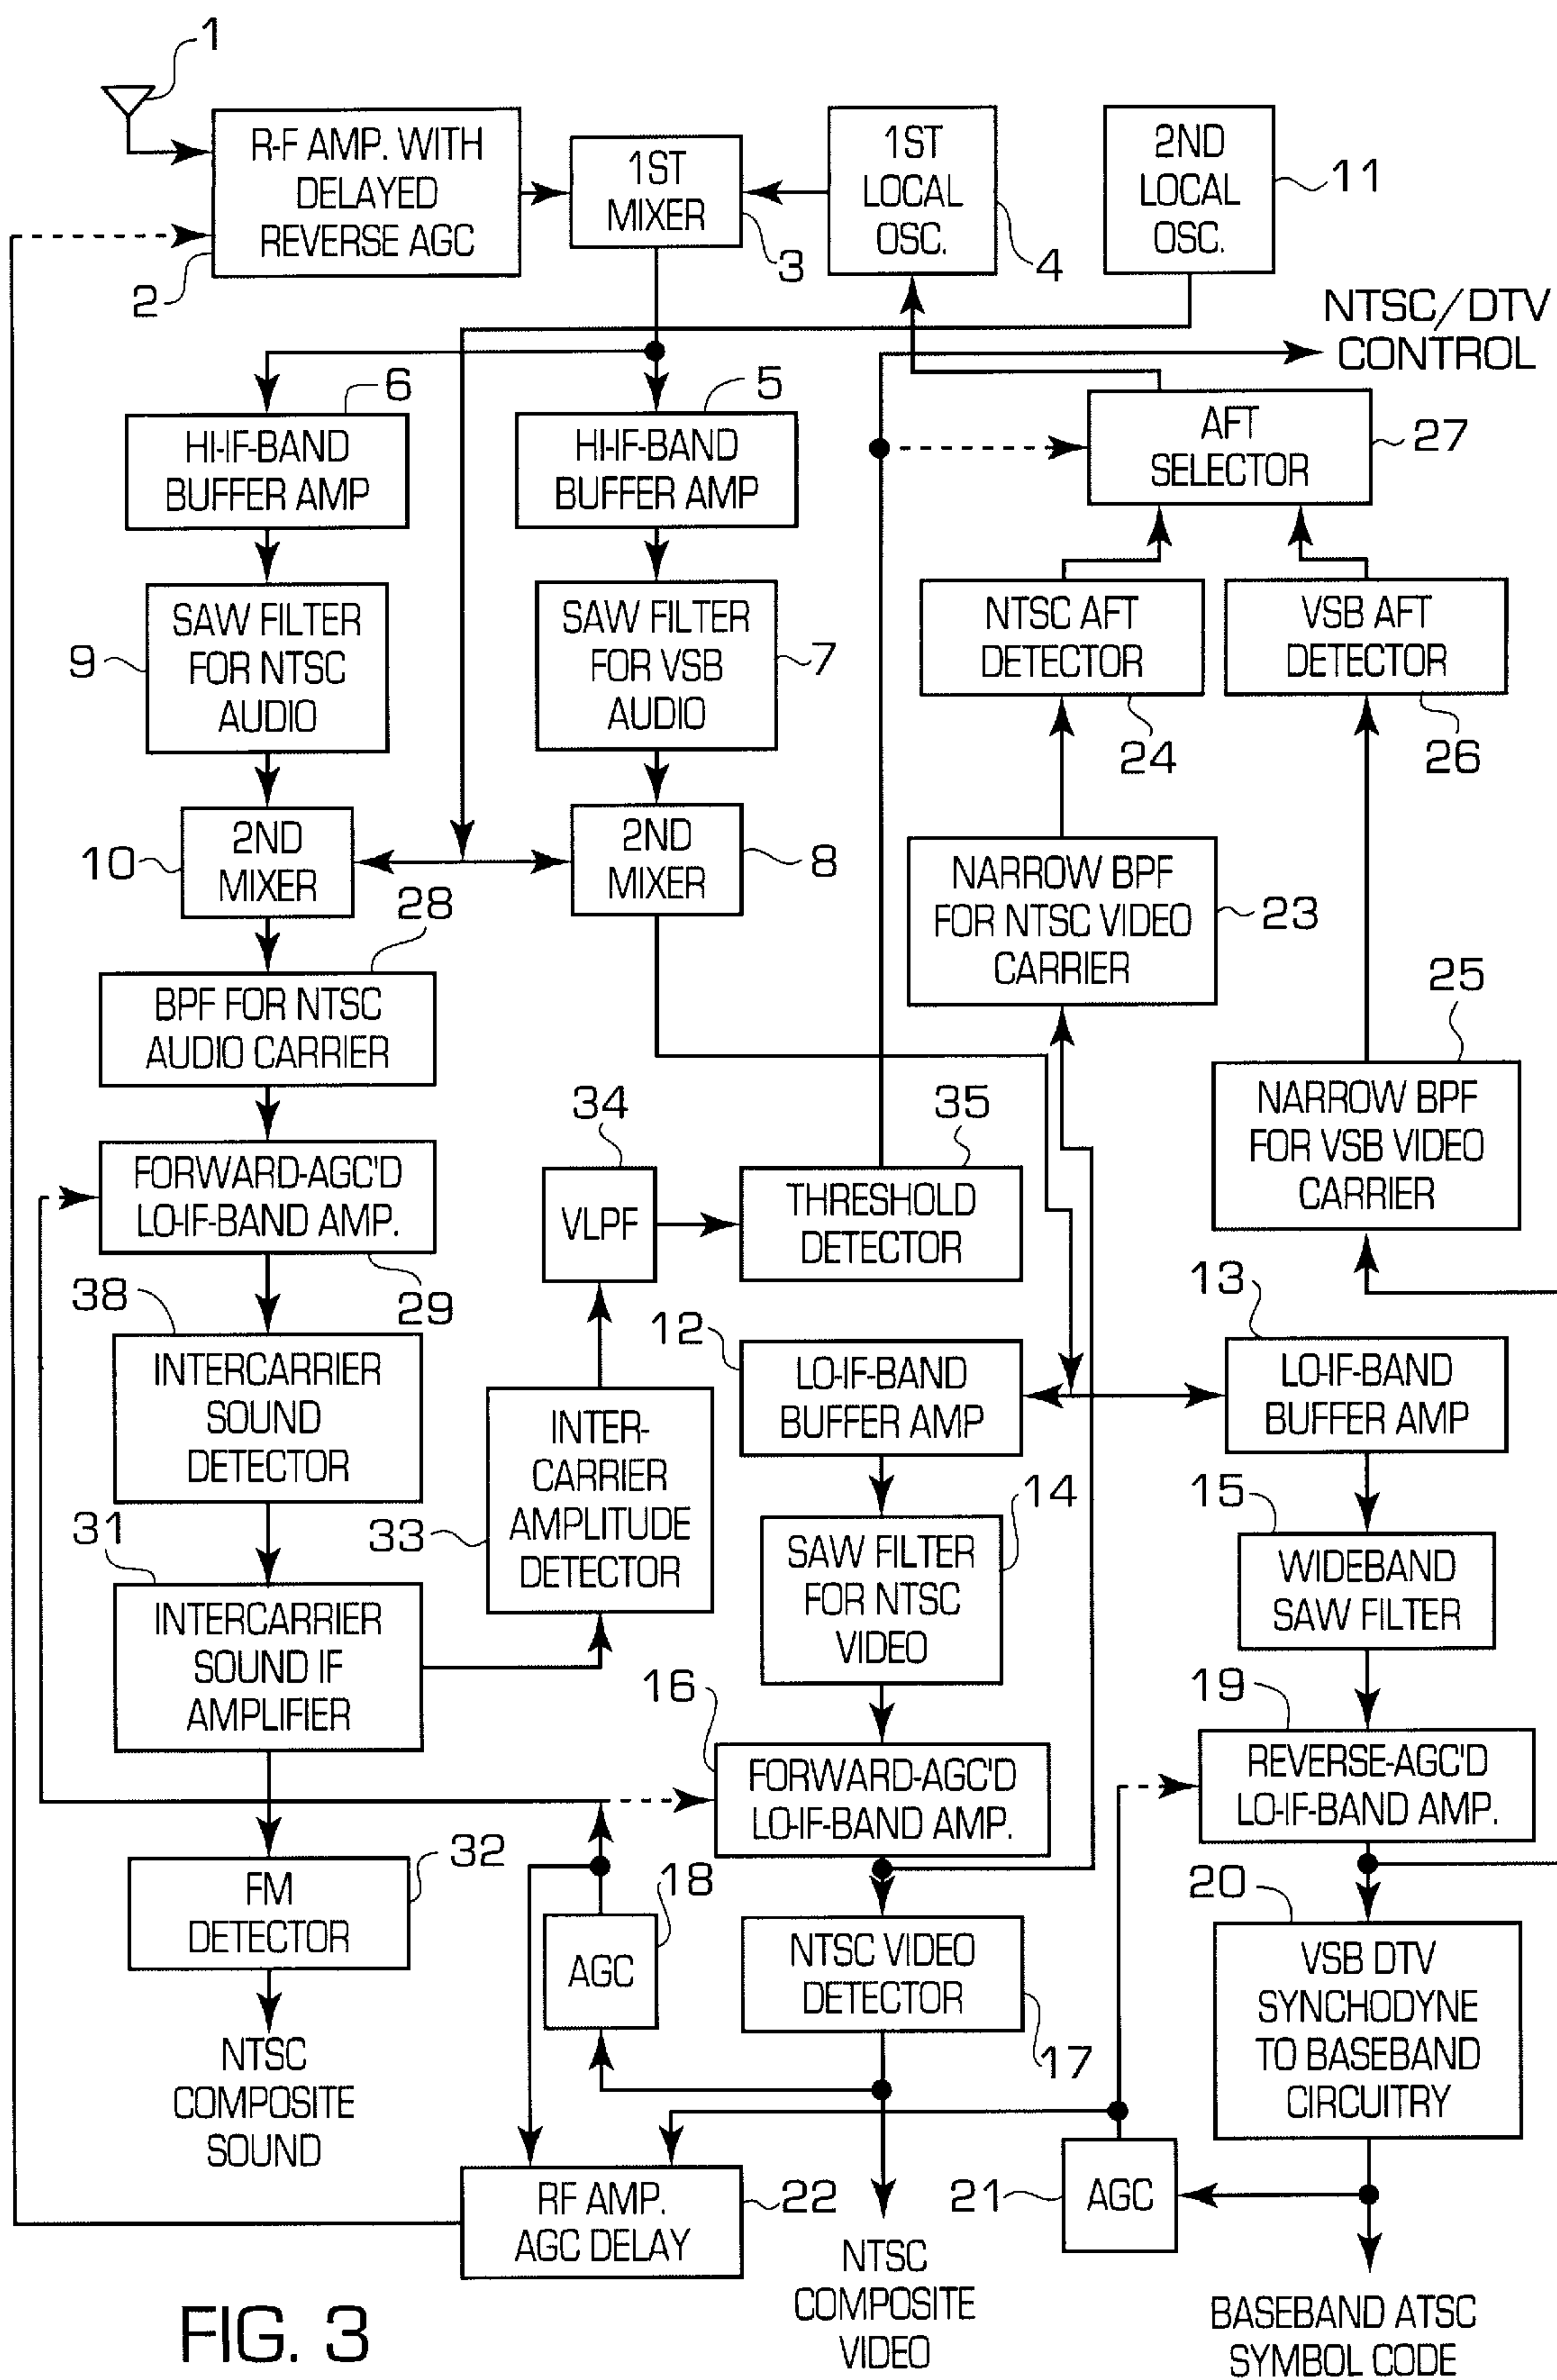 1
R-F AMP. WITH
DELAYED
REVERSE AGC
2
1ST
MIXER
3
1ST
LOCAL
OSC.
4
2ND
LOCAL
OSC.
11
NTSC/DTV
CONTROL
6
HI-IF-BAND
BUFFER AMP
5
HI-IF-BAND
BUFFER AMP
AFT
SELECTOR
27
9
SAW FILTER
FOR NTSC
AUDIO
SAW FILTER
FOR VSB
AUDIO
7
NTSC AFT
DETECTOR
24
VSB AFT
DETECTOR
26
10
2ND
MIXER
2ND
MIXER
8
NARROW BPF
FOR NTSC VIDEO
CARRIER
23
28
BPF FOR NTSC
AUDIO CARRIER
25
NARROW BPF
FOR VSB VIDEO
CARRIER
FORWARD-AGC'D
LO-IF-BAND AMP.
29
34
VLPF
35
THRESHOLD
DETECTOR
38
INTERCARRIER
SOUND
DETECTOR
12
LO-IF-BAND
BUFFER AMP
13
LO-IF-BAND
BUFFER AMP
33
INTER-
CARRIER
AMPLITUDE
DETECTOR
14
SAW FILTER
FOR NTSC
VIDEO
15
WIDEBAND
SAW FILTER
31
INTERCARRIER
SOUND IF
AMPLIFIER
16
FORWARD-AGC'D
LO-IF-BAND AMP.
19
REVERSE-AGC'D
LO-IF-BAND AMP.
32
FM
DETECTOR
18
AGC
NTSC VIDEO
DETECTOR
17
20
VSB DTV
SYNCHODYNE
TO BASEBAND
CIRCUITRY
NTSC
COMPOSITE
SOUND
RF AMP.
AGC DELAY
22
21
AGC
NTSC
COMPOSITE
VIDEO
BASEBAND ATSC
SYMBOL CODE
FIG. 3